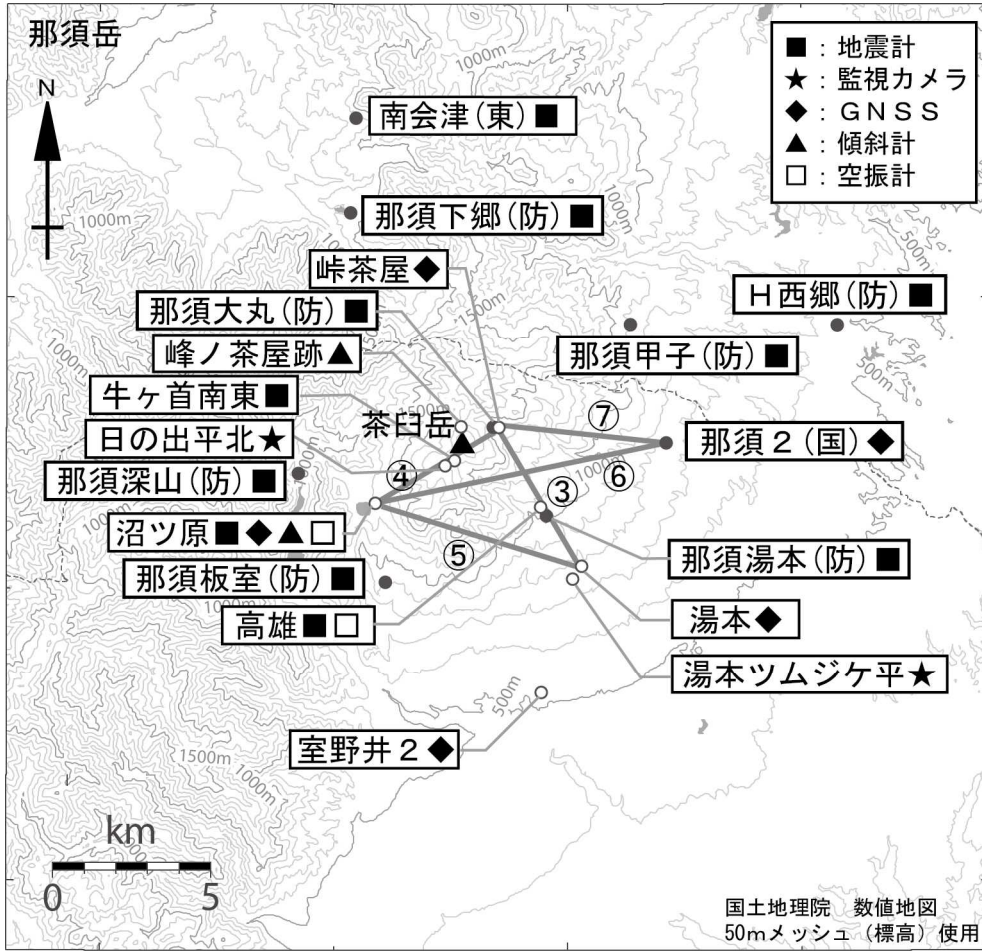 那須岳
N
■：地震計
★：監視カメラ
◆：ＧＮＳＳ
▲：傾斜計
□：空振計
南会津(東)■
1000m
1000m
那須下郷(防)■
500m
峠茶屋◆
Ｈ西郷(防)■
1500m
那須大丸(防)■
那須甲子(防)■
500m
峰ノ茶屋跡▲
1000m
牛ヶ首南東■
茶臼岳
⑦
日の出平北★
那須２(国)◆
④
⑥
1000m
那須深山(防)■
③
沼ツ原■◆▲□
⑤
那須湯本(防)■
那須板室(防)■
1000m
高雄■□
湯本◆
湯本ツムジケ平★
500m
室野井２◆
1500m
1000m
km
0
5
国土地理院　数値地図
50mメッシュ（標高）使用